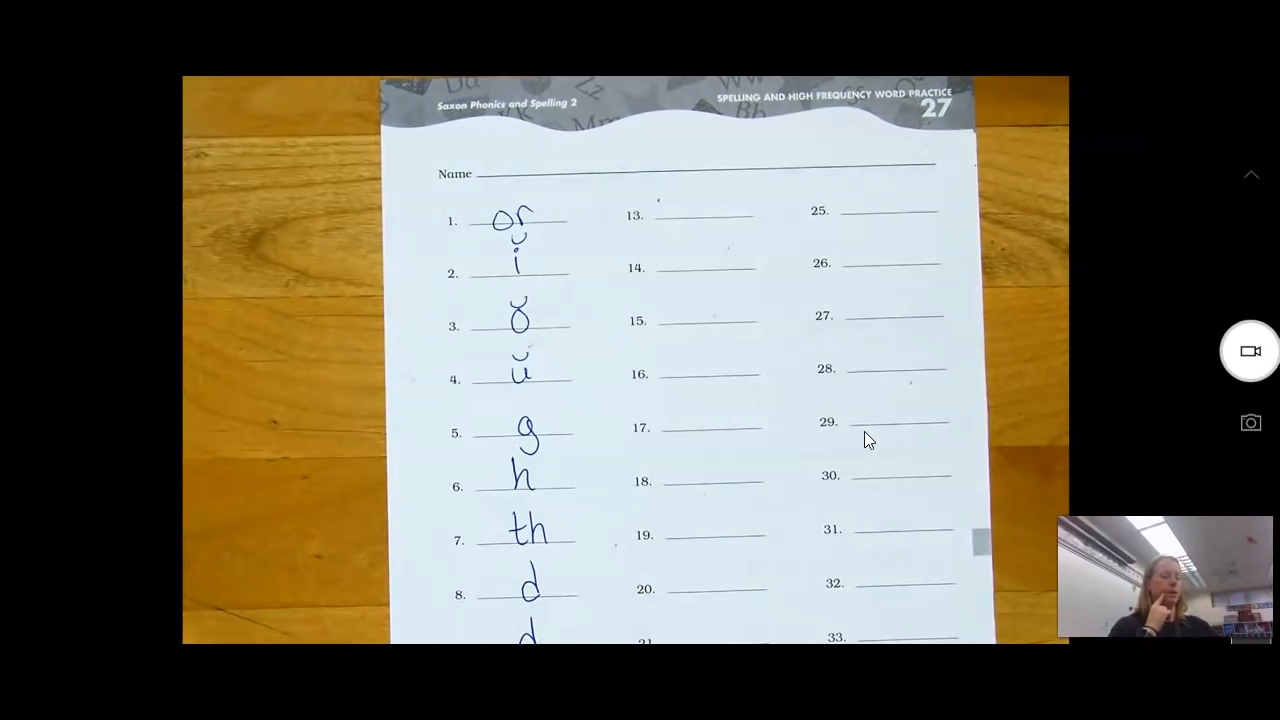 Saxon Phonics and Spelling 2
SPELLING AND HIGH FREQUENCY WORD PRACTICE
27
Name
1. or
2. ĭ
3. ŏ
4. ŭ
5. g
6. h
7. th
8. d
d
13.
14.
15.
16.
17.
18.
19.
20.
21.
25.
26.
27.
28.
29.
30.
31.
32.
33.